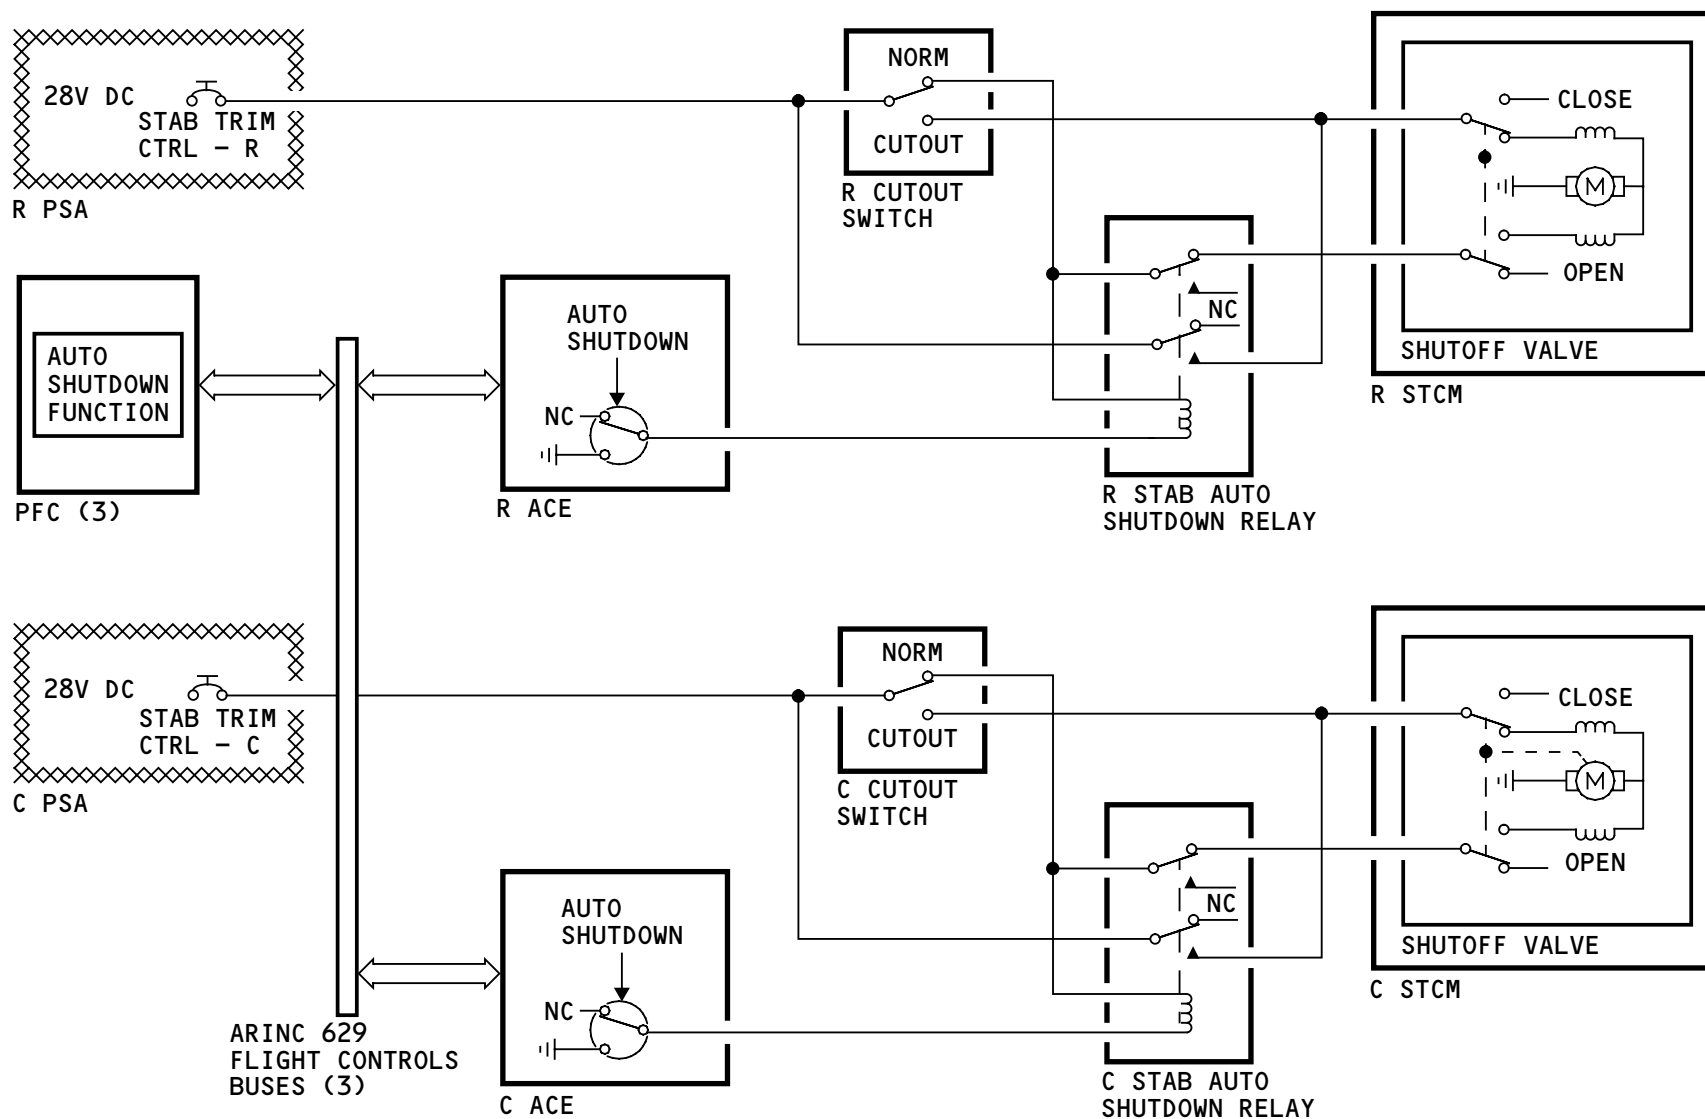 28V DC
STAB TRIM
CTRL – R
R PSA
NORM
CUTOUT
R CUTOUT
SWITCH
CLOSE
M
OPEN
SHUTOFF VALVE
R STCM
AUTO
SHUTDOWN
FUNCTION
PFC (3)
AUTO
SHUTDOWN
NC
R ACE
NC
R STAB AUTO
SHUTDOWN RELAY
28V DC
STAB TRIM
CTRL – C
C PSA
NORM
CUTOUT
C CUTOUT
SWITCH
CLOSE
M
OPEN
SHUTOFF VALVE
C STCM
AUTO
SHUTDOWN
NC
C ACE
NC
C STAB AUTO
SHUTDOWN RELAY
ARINC 629
FLIGHT CONTROLS
BUSES (3)